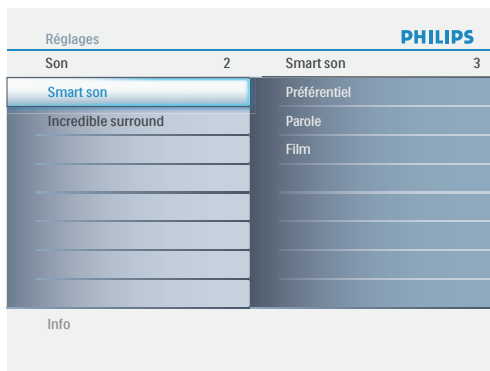 Réglages
PHILIPS
Son 2
Smart son 3
Smart son
Préférentiel
Incredible surround
Parole
Film
Info